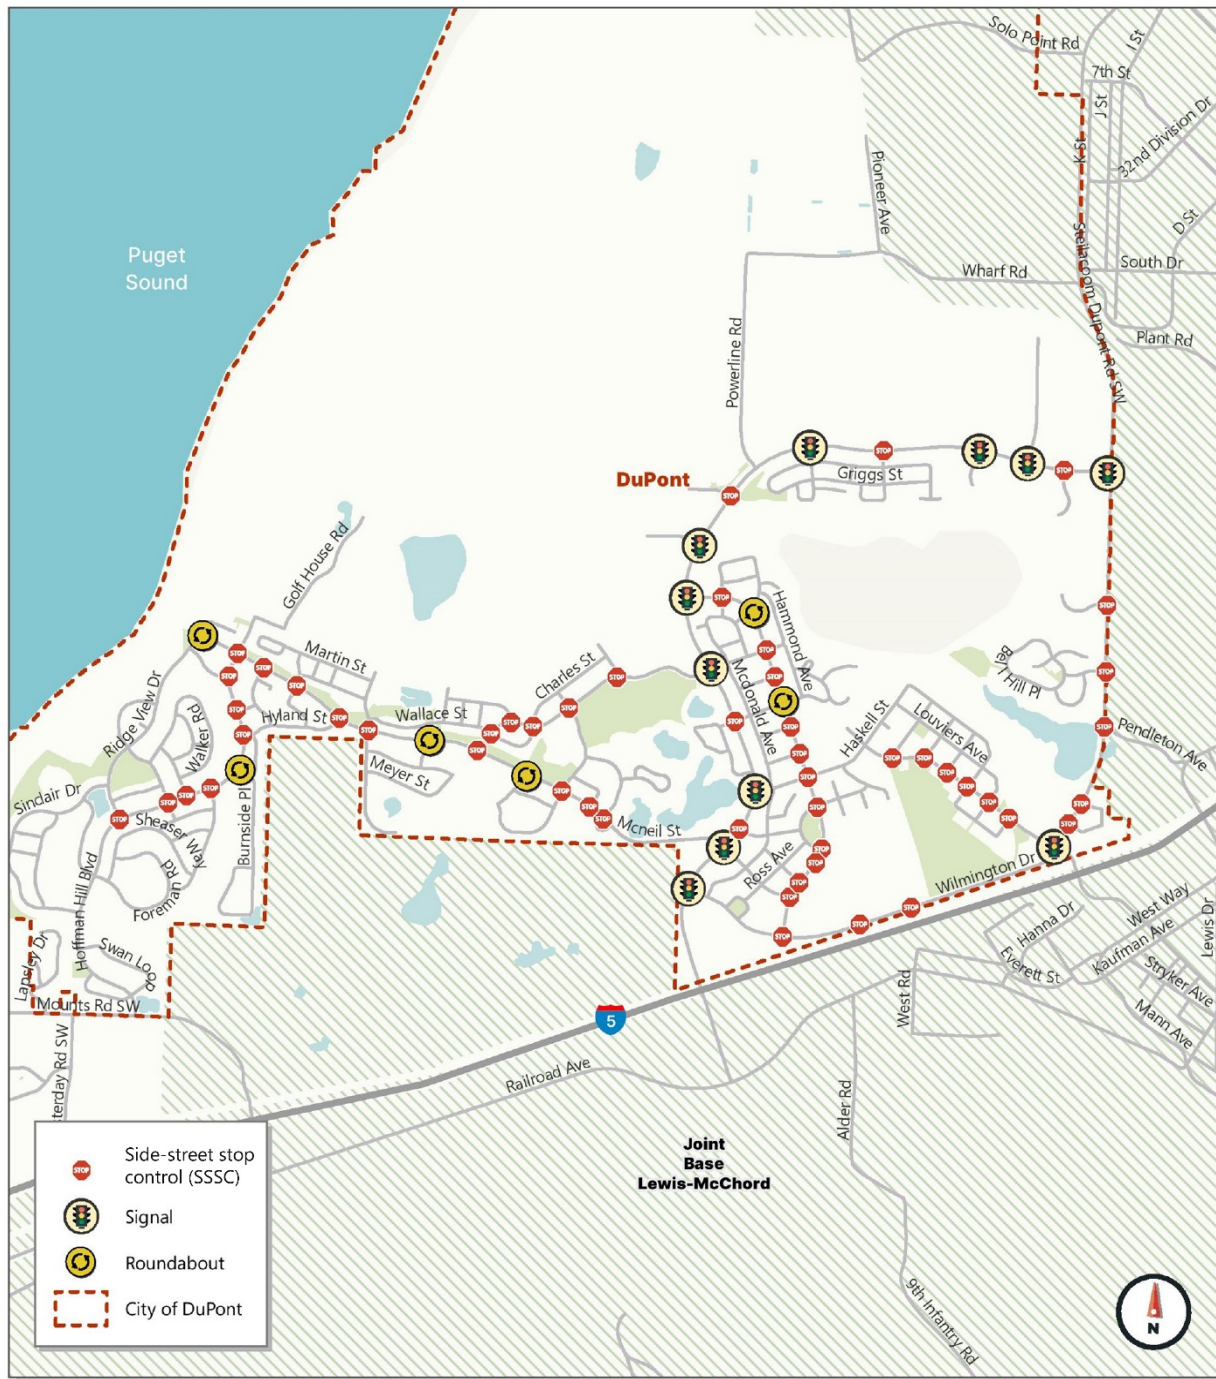 Solo Point Rd
I St
7th St
J St
32nd Division Dr
K St
Pioneer Ave
D St
Puget
Sound
Wharf Rd
South Dr
Steilacoom Dupont Rd SW
Plant Rd
Powerline Rd
Griggs St
DuPont
STOP
Golf House Rd
Hammond Ave
Martin St
Charles St
Bell Hill Pl
Ridge View Dr
Walker Rd
Hyland St
Wallace St
Mcdonald Ave
Haskell St
Louviers Ave
Pendleton Ave
Meyer St
Sinclair Dr
Sheaser Way
Burnside Pl
Mcneil St
Ross Ave
Wilmington Dr
Foreman Rd
Hoffman Hill Blvd
Hanna Dr
West Way
Kaufman Ave
Lewis Dr
Lapsley Dr
Swan Loop
Everett St
Stryker Ave
West Rd
Mounts Rd SW
Mann Ave
5
sterday Rd SW
Railroad Ave
Alder Rd
Joint
Base
Lewis-McChord
9th Infantry Rd
STOP
Side-street stop
control (SSSC)
Signal
Roundabout
City of DuPont
N